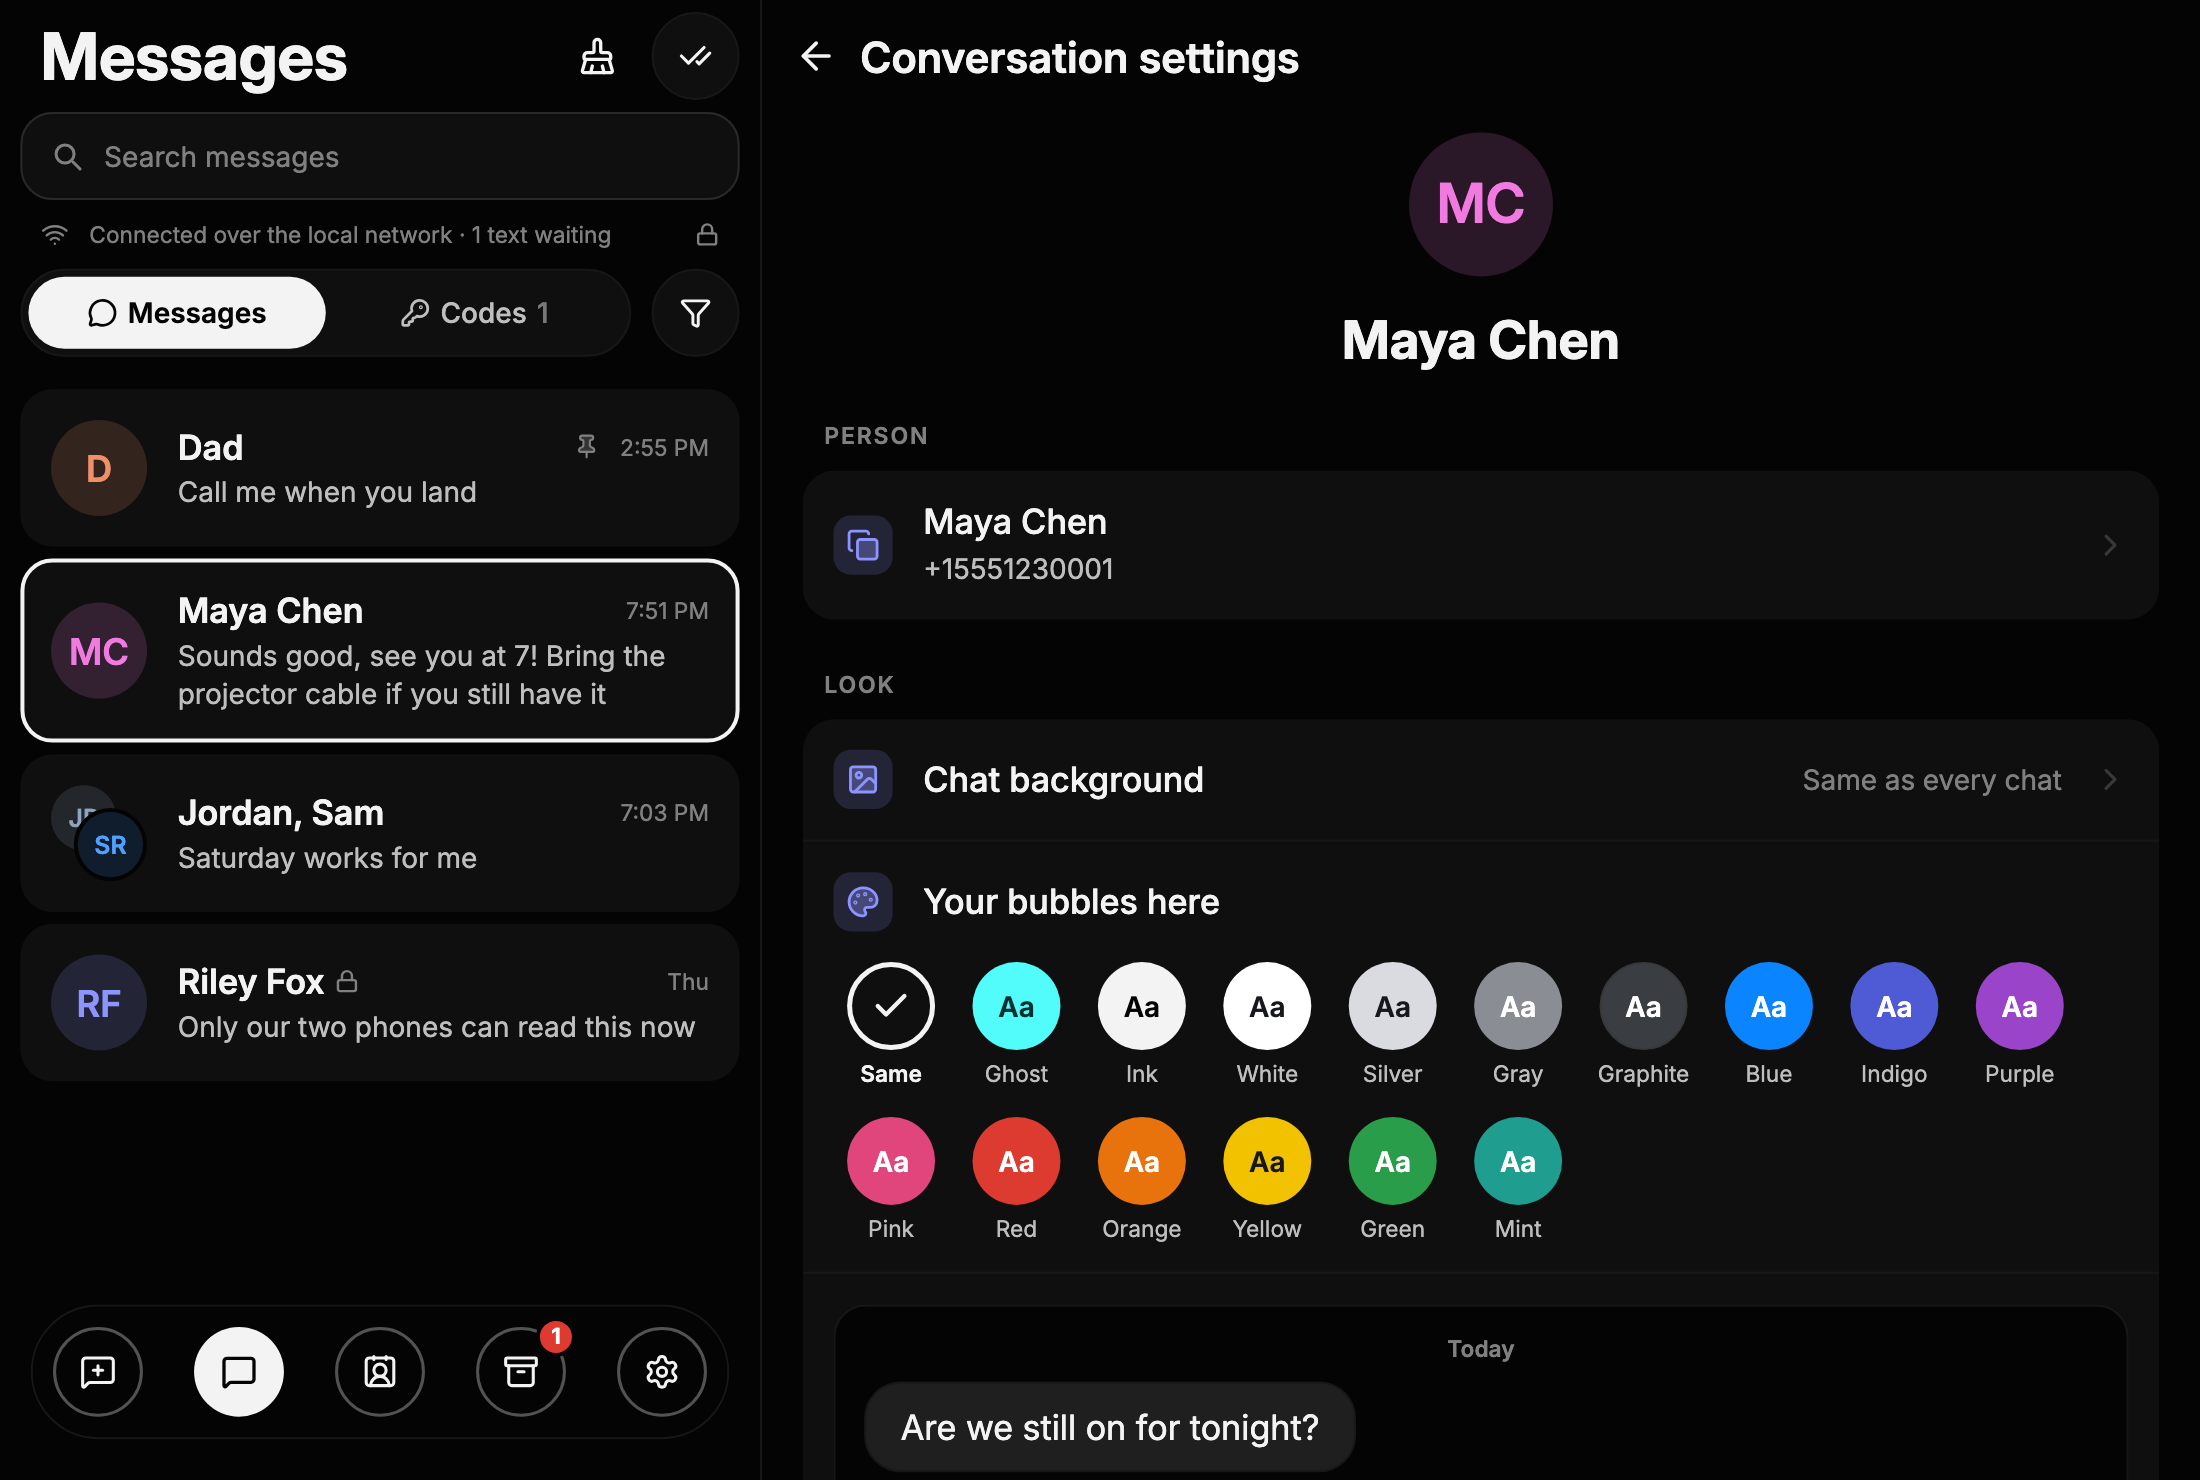 Messages
Search messages
Connected over the local network · 1 text waiting
Messages
Codes 1
D
Dad
2:55 PM
Call me when you land
MC
Maya Chen
7:51 PM
Sounds good, see you at 7! Bring the
projector cable if you still have it
SR
Jordan, Sam
7:03 PM
Saturday works for me
RF
Riley Fox
Thu
Only our two phones can read this now
1
Conversation settings
MC
Maya Chen
PERSON
Maya Chen
+15551230001
LOOK
Chat background
Same as every chat
Your bubbles here
Aa Aa Aa Aa Aa Aa Aa Aa Aa
Same Ghost Ink White Silver Gray Graphite Blue Indigo Purple
Aa Aa Aa Aa Aa Aa
Pink Red Orange Yellow Green Mint
Today
Are we still on for tonight?